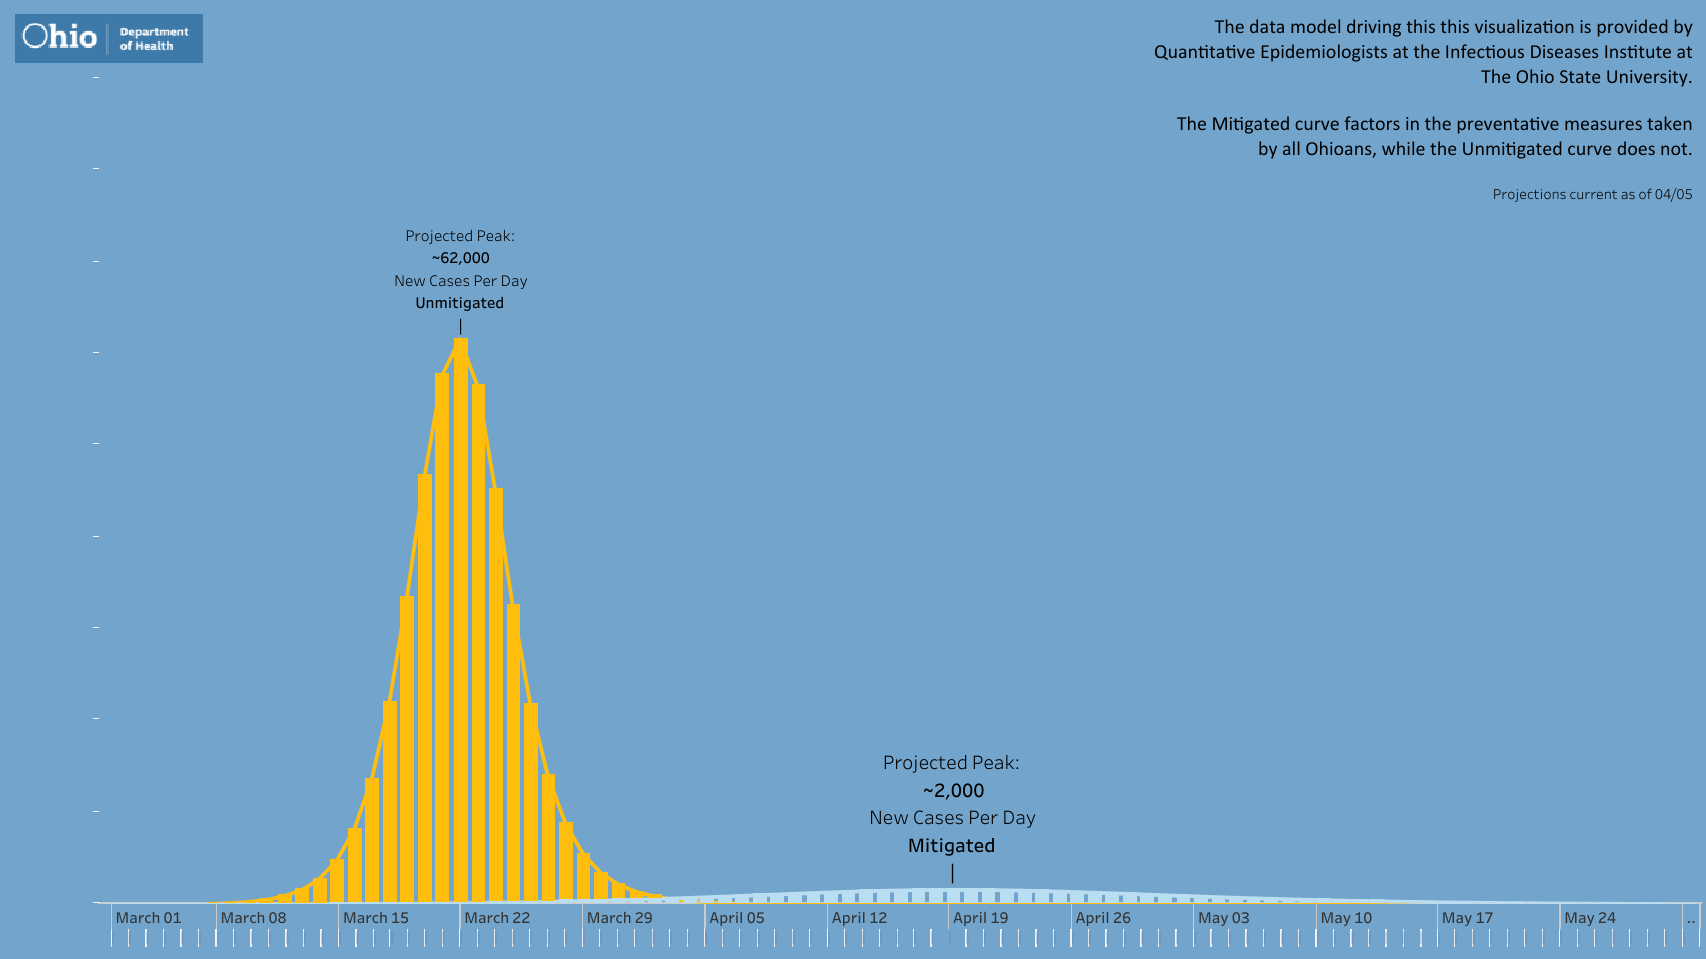 Ohio
Department
of Health
The data model driving this this visualization is provided by
Quantitative Epidemiologists at the Infectious Diseases Institute at
The Ohio State University.
The Mitigated curve factors in the preventative measures taken
by all Ohioans, while the Unmitigated curve does not.
Projections current as of 04/05
Projected Peak:
~62,000
New Cases Per Day
Unmitigated
Projected Peak:
~2,000
New Cases Per Day
Mitigated
March 01 March 08 March 15 March 22 March 29 April 05 April 12 April 19 April 26 May 03 May 10 May 17 May 24 ..